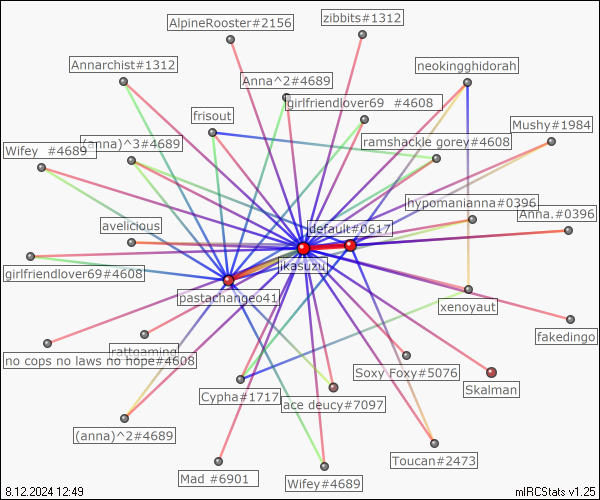 AlpineRooster#2156
zibbits#1312
Annarchist#1312
neokingghidorah
Anna^2#4689
girlfriendlover69 #4608
frisout
Mushy#1984
ramshackle gorey#4608
(anna)^3#4689
Wifey #4689
hypomanianna#0396
Anna.#0396
avelicious
default#0617
ikasuzu
girlfriendlover69#4608
pastachangeo41
xenoyaut
fakedingo
rattgaming
no cops no laws no hope#4608
Soxy Foxy#5076
Skalman
Cypha#1717
ace deucy#7097
(anna)^2#4689
Toucan#2473
Mad #6901
Wifey#4689
8.12.2024 12:49
mIRCStats v1.25